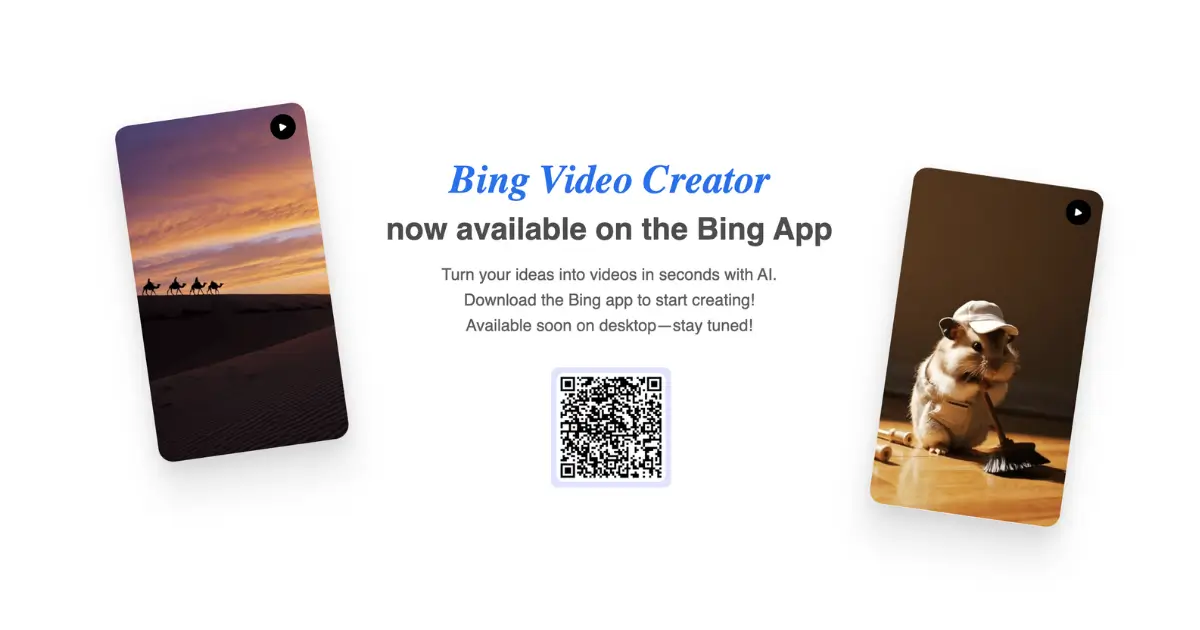 Bing Video Creator
now available on the Bing App
Turn your ideas into videos in seconds with AI.
Download the Bing app to start creating!
Available soon on desktop—stay tuned!